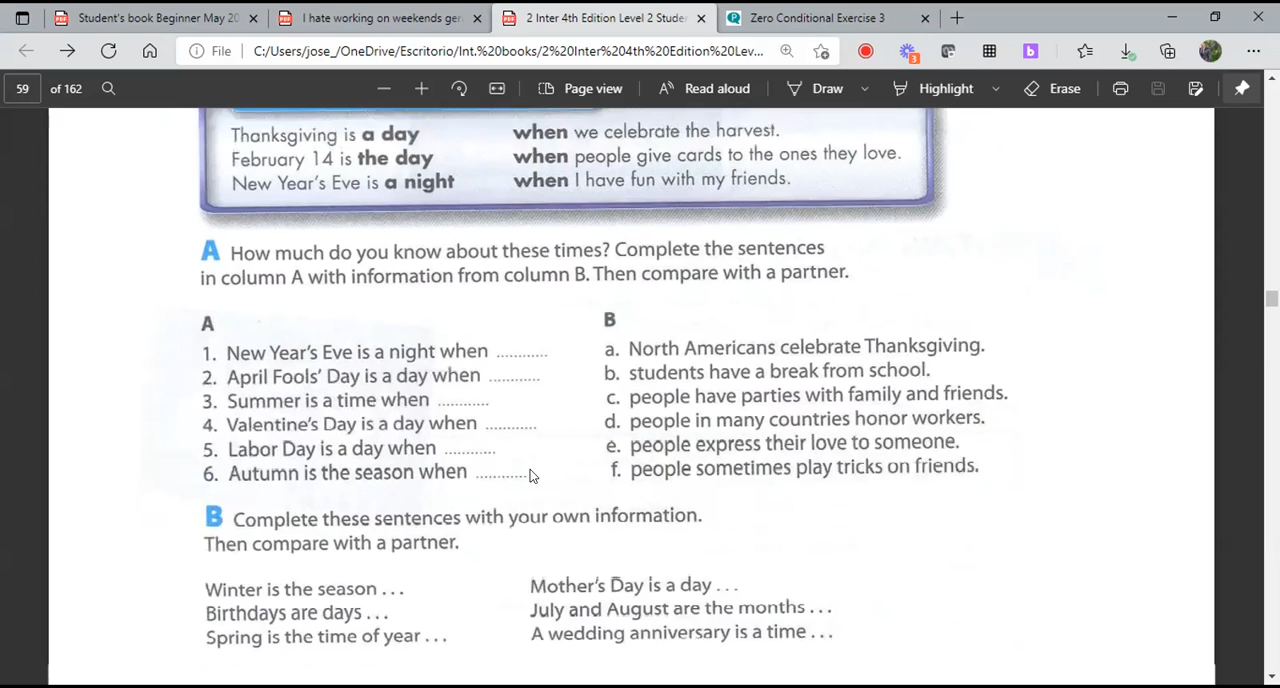 Student's book Beginner May 20
I hate working on weekends ger
2 Inter 4th Edition Level 2 Stude
Zero Conditional Exercise 3
File C:/Users/jose_/OneDrive/Escritorio/Int.%20books/2%20Inter%204th%20Edition%20Lev...
3
b
59 of 162
Page view
Read aloud
Draw
Highlight
Erase
Thanksgiving is a day when we celebrate the harvest.
February 14 is the day when people give cards to the ones they love.
New Year's Eve is a night when I have fun with my friends.
A How much do you know about these times? Complete the sentences
in column A with information from column B. Then compare with a partner.
A
1. New Year's Eve is a night when ...........
2. April Fools' Day is a day when ...........
3. Summer is a time when ...........
4. Valentine's Day is a day when ...........
5. Labor Day is a day when ...........
6. Autumn is the season when ...........
B
a. North Americans celebrate Thanksgiving.
b. students have a break from school.
c. people have parties with family and friends.
d. people in many countries honor workers.
e. people express their love to someone.
f. people sometimes play tricks on friends.
B Complete these sentences with your own information.
Then compare with a partner.
Winter is the season . . .
Birthdays are days . . .
Spring is the time of year . . .
Mother's Day is a day . . .
July and August are the months . . .
A wedding anniversary is a time . . .